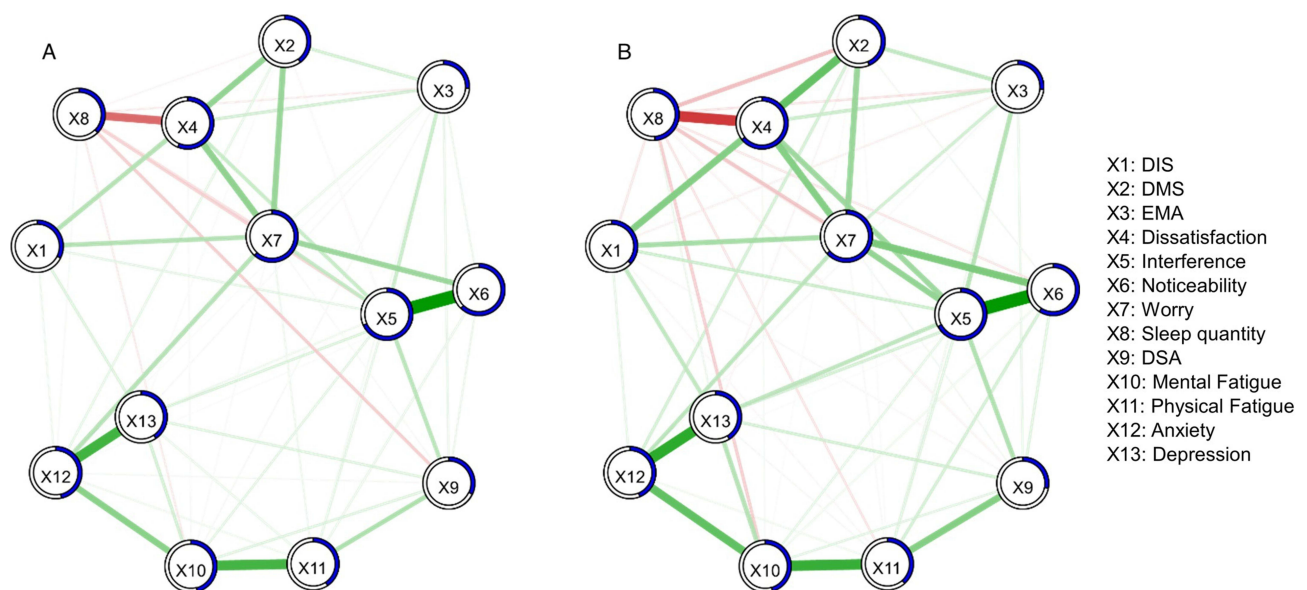 A
X2
X3
X8
X4
X1
X7
X6
X5
X13
X12
X9
X10
X11
B
X2
X3
X8
X4
X1
X7
X6
X5
X13
X12
X9
X10
X11
X1: DIS
X2: DMS
X3: EMA
X4: Dissatisfaction
X5: Interference
X6: Noticeability
X7: Worry
X8: Sleep quantity
X9: DSA
X10: Mental Fatigue
X11: Physical Fatigue
X12: Anxiety
X13: Depression